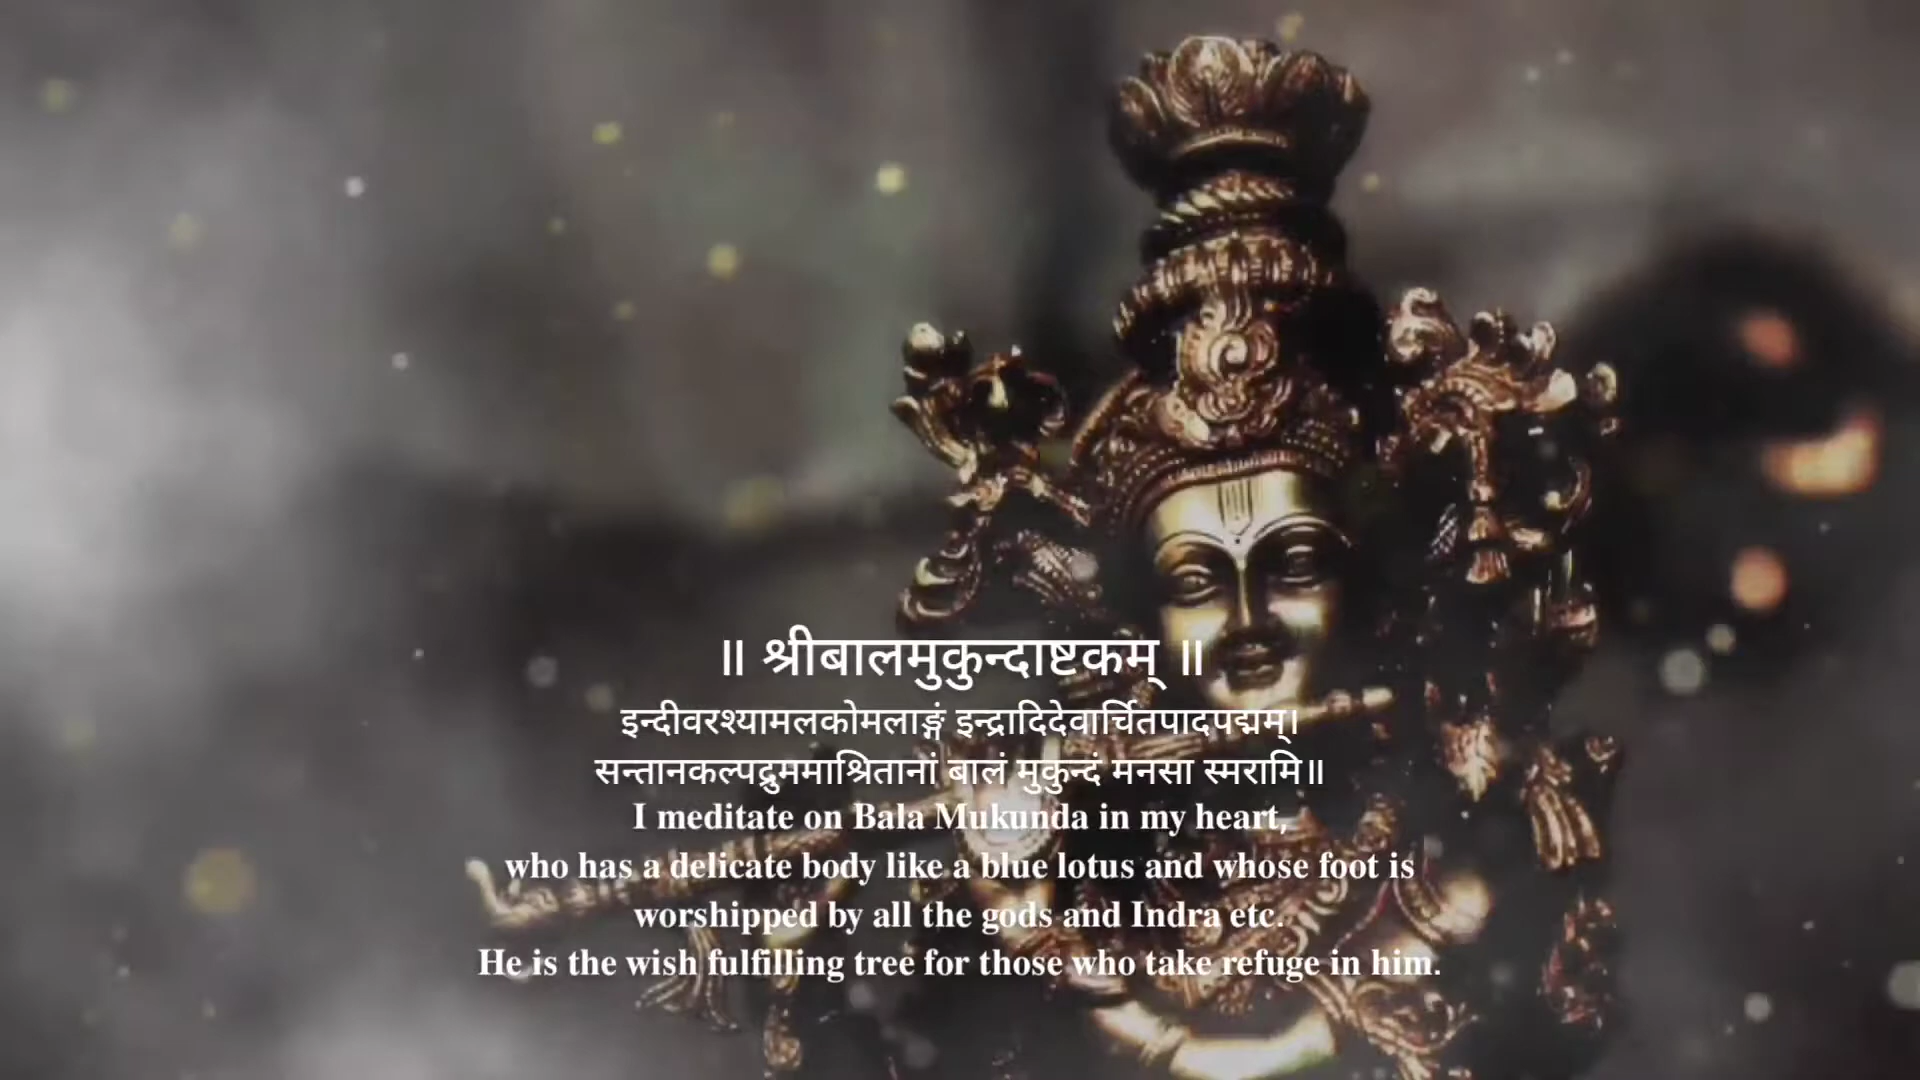 ॥ श्रीबालमुकुन्दाष्टकम् ॥
इन्दीवरश्यामलकोमलाङ्गं इन्द्रादिदेवार्चितपादपद्मम्।
सन्तानकल्पद्रुममाश्रितानां बालं मुकुन्दं मनसा स्मरामि॥
I meditate on Bala Mukunda in my heart,
who has a delicate body like a blue lotus and whose foot is
worshipped by all the gods and Indra etc.
He is the wish fulfilling tree for those who take refuge in him.